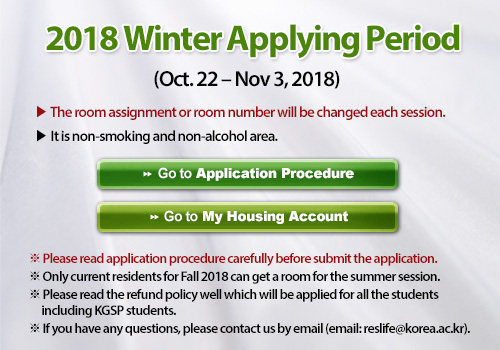 2018 Winter Applying Period
(Oct. 22 – Nov 3, 2018)
▶ The room assignment or room number will be changed each session.
▶ It is non-smoking and non-alcohol area.
▸▸ Go to Application Procedure
▸▸ Go to My Housing Account
※ Please read application procedure carefully before submit the application.
※ Only current residents for Fall 2018 can get a room for the summer session.
※ Please read the refund policy well which will be applied for all the students
including KGSP students.
※ If you have any questions, please contact us by email (email: reslife@korea.ac.kr).